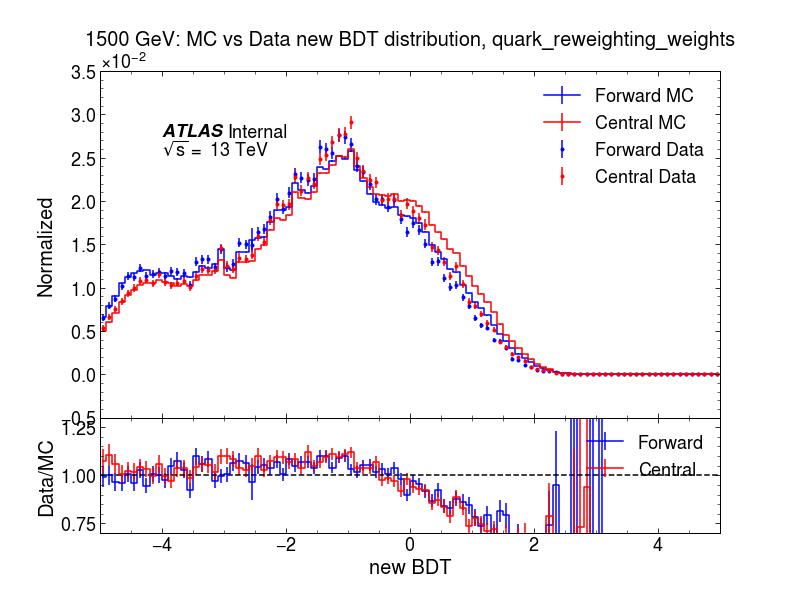 1500 GeV: MC vs Data new BDT distribution, quark_reweighting_weights
×10⁻²
3.5
3.0
2.5
2.0
1.5
1.0
0.5
0.0
0.5
Normalized
ATLAS Internal
√s = 13 TeV
Forward MC
Central MC
Forward Data
Central Data
1.25
1.00
0.75
Data/MC
Forward
Central
−4
−2
0
2
4
new BDT